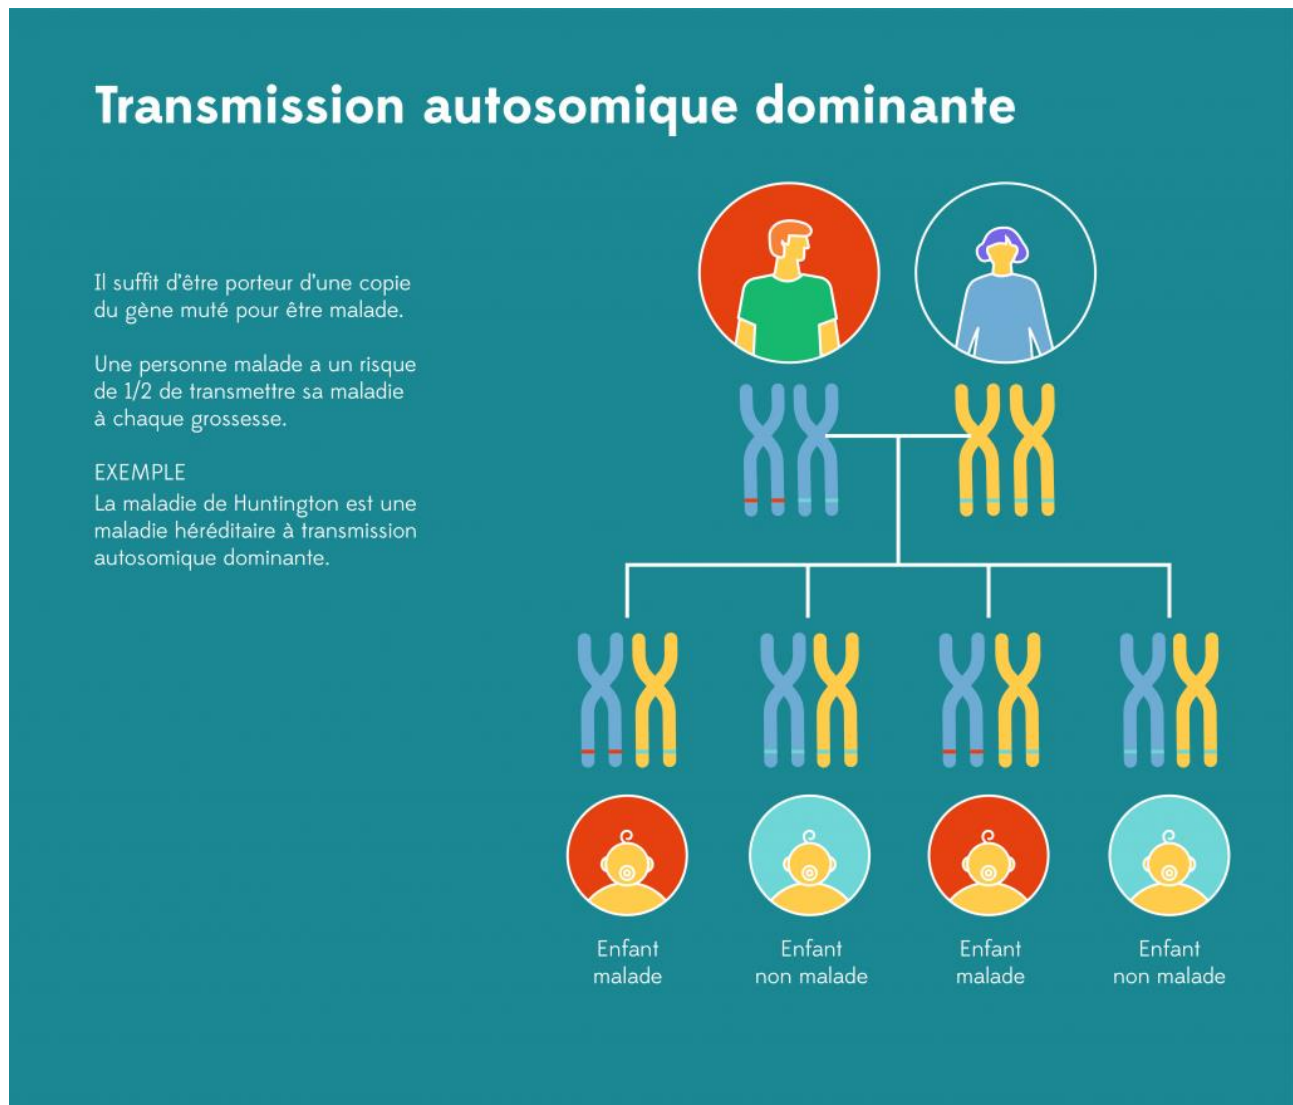 Transmission autosomique dominante
Il suffit d'être porteur d'une copie
du gène muté pour être malade.
Une personne malade a un risque
de 1/2 de transmettre sa maladie
à chaque grossesse.
EXEMPLE
La maladie de Huntington est une
maladie héréditaire à transmission
autosomique dominante.
Enfant
malade
Enfant
non malade
Enfant
malade
Enfant
non malade